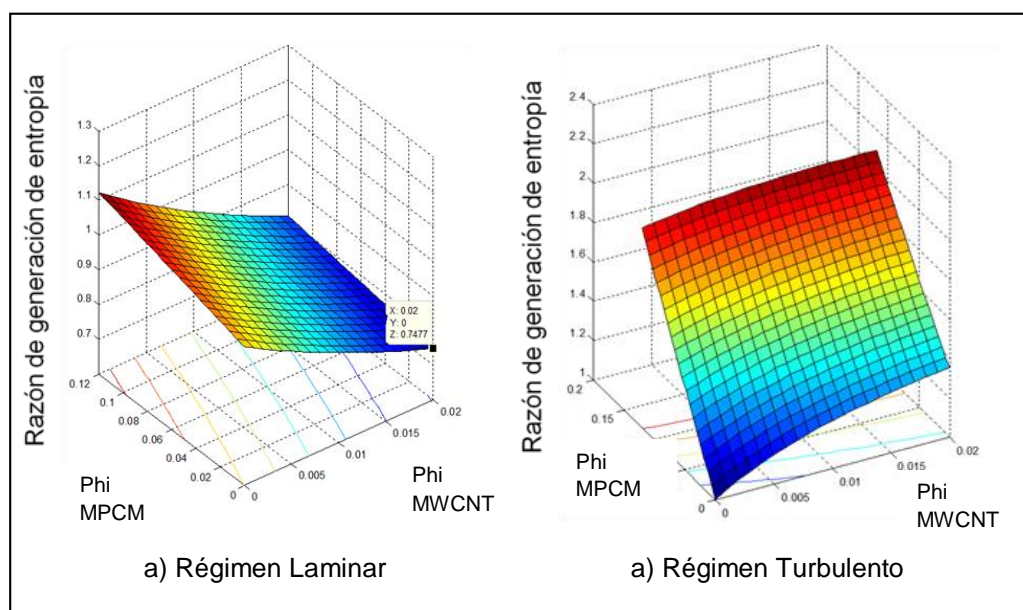 Razón de generación de entropía
1.3
1.2
1.1
1
0.9
0.8
0.7
0.12
0.1
0.08
0.06
0.04
0.02
0
0
0.005
0.01
0.015
0.02
X: 0.02
Y: 0
Z: 0.7477
Phi
MPCM
Phi
MWCNT
a) Régimen Laminar
Razón de generación de entropía
2.4
2.2
2
1.8
1.6
1.4
1.2
1
0.2
0.15
0
0
0.005
0.01
0.015
0.02
Phi
MPCM
Phi
MWCNT
a) Régimen Turbulento